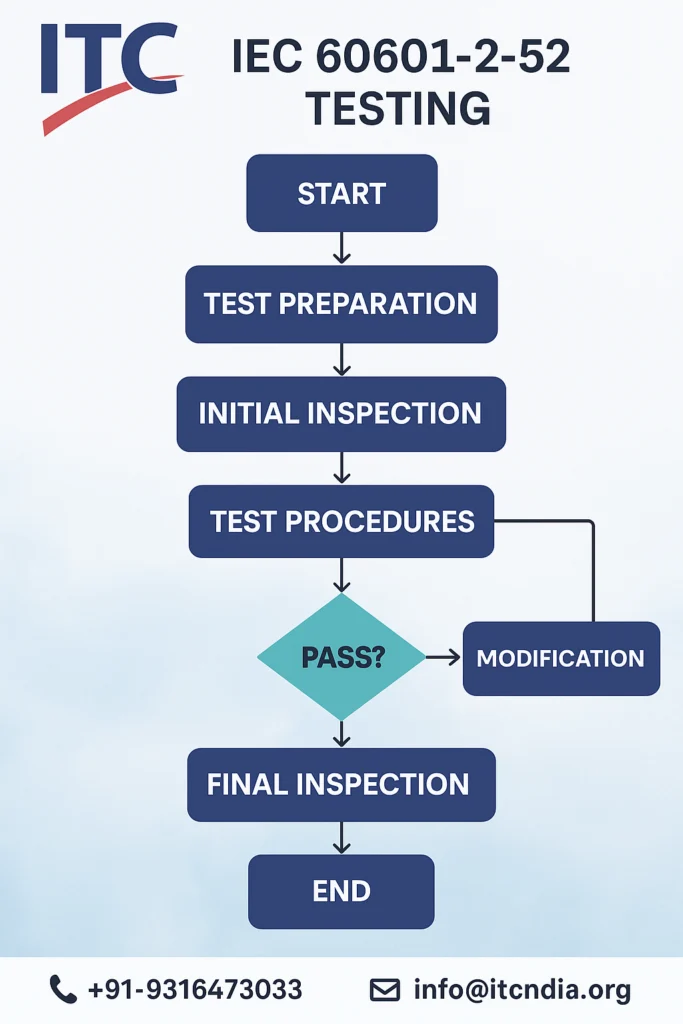 ITC
IEC 60601-2-52
TESTING
START
TEST PREPARATION
INITIAL INSPECTION
TEST PROCEDURES
PASS?
MODIFICATION
FINAL INSPECTION
END
+91-9316473033
info@itcndia.org